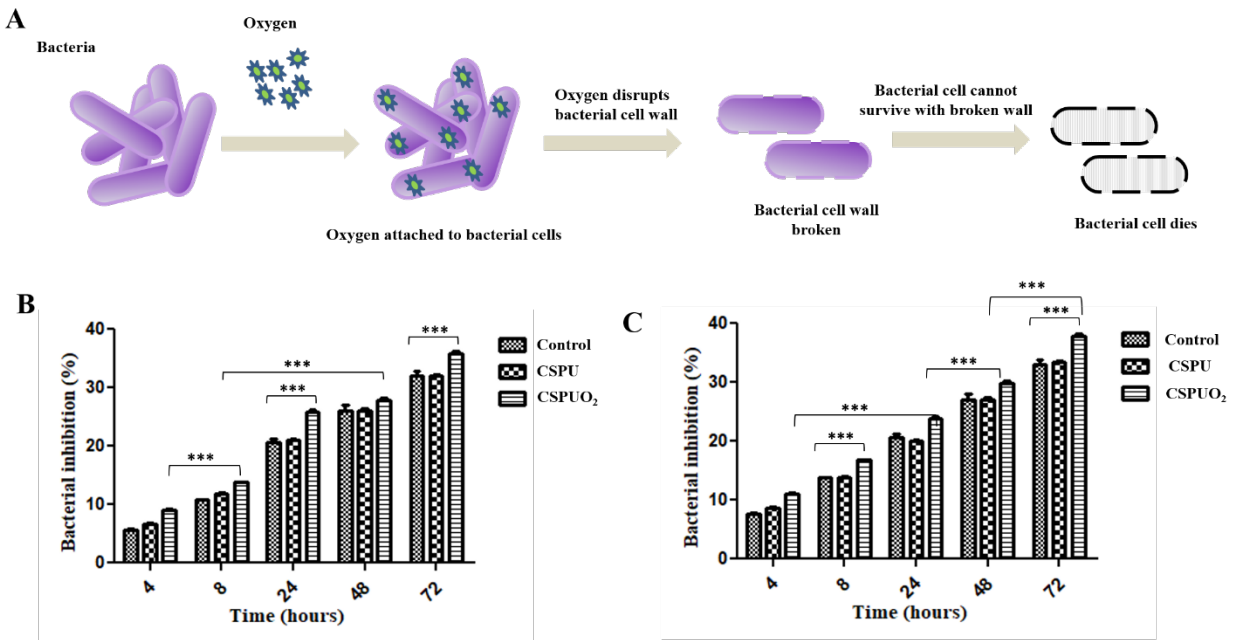 A
Bacteria
Oxygen
Oxygen attached to bacterial cells
Oxygen disrupts
bacterial cell wall
Bacterial cell wall
broken
Bacterial cell cannot
survive with broken wall
Bacterial cell dies
B
Bacterial inhibition (%)
40
30
20
10
0
***
***
***
***
4
8
24
48
72
Time (hours)
Control
CSPU
CSPUO₂
C
Bacterial inhibition (%)
40
30
20
10
0
***
***
***
***
***
4
8
24
48
72
Time (hours)
Control
CSPU
CSPUO₂